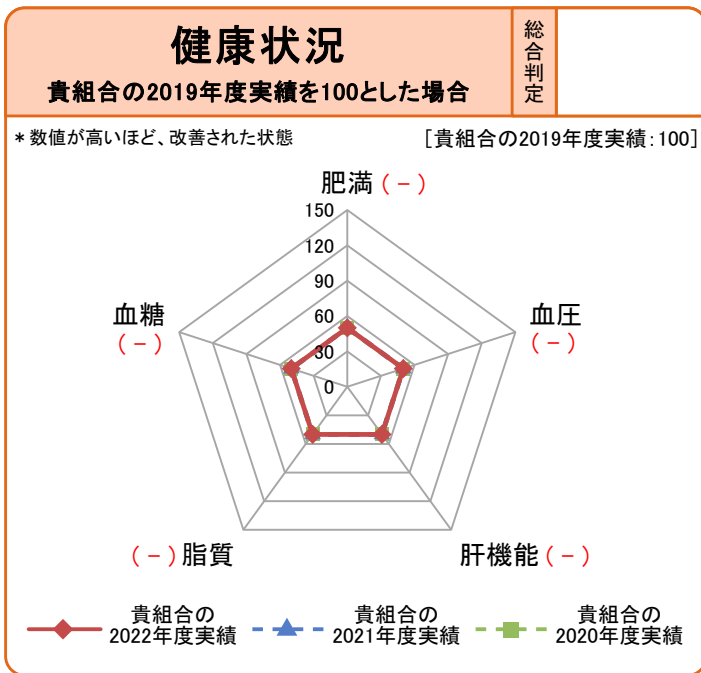 健康状況
貴組合の2019年度実績を100とした場合
総合判定
*数値が高いほど、改善された状態
[貴組合の2019年度実績:100]
肥満(-)
150
120
90
60
30
0
血糖
(-)
血圧
(-)
(-)脂質
肝機能(-)
貴組合の
2022年度実績
貴組合の
2021年度実績
貴組合の
2020年度実績